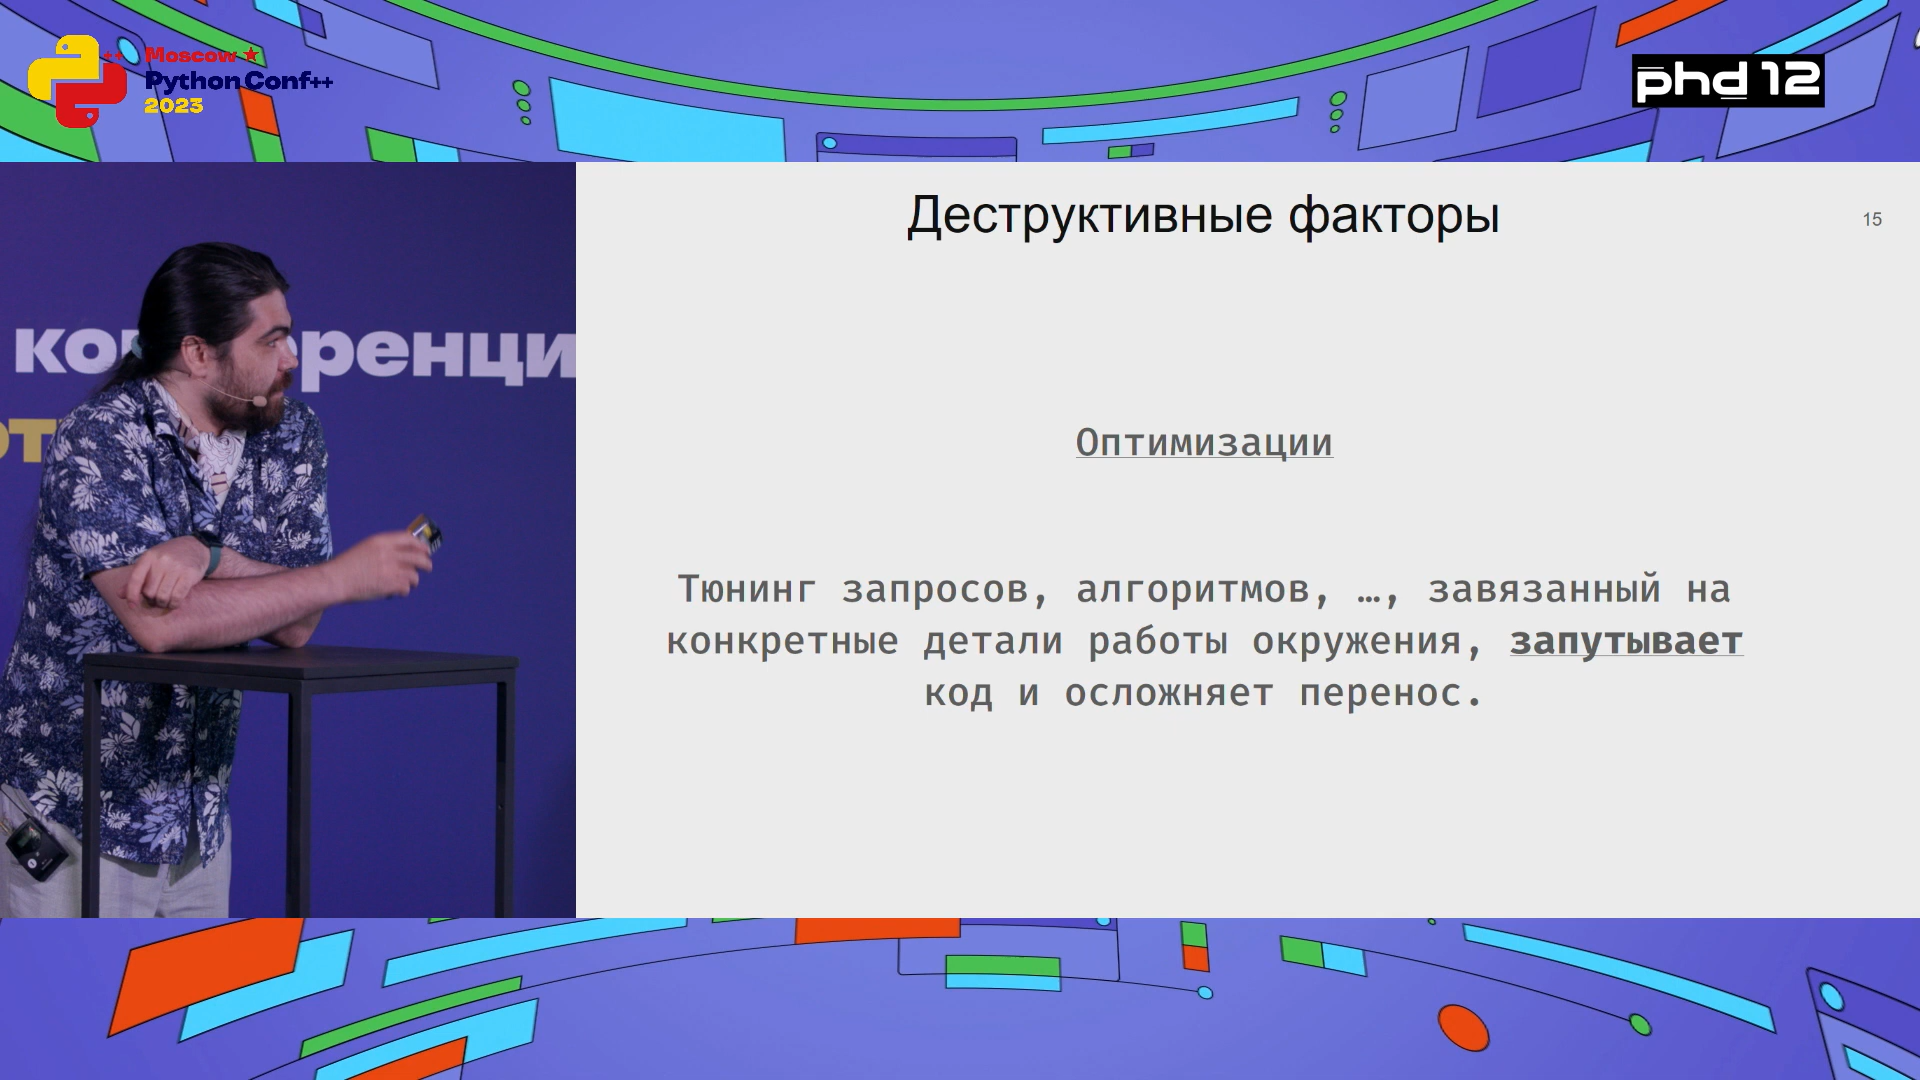 Moscow
Python Conf++
2023
phd 12
Деструктивные факторы
15
Оптимизации
Тюнинг запросов, алгоритмов, …, завязанный на
конкретные детали работы окружения, запутывает
код и осложняет перенос.